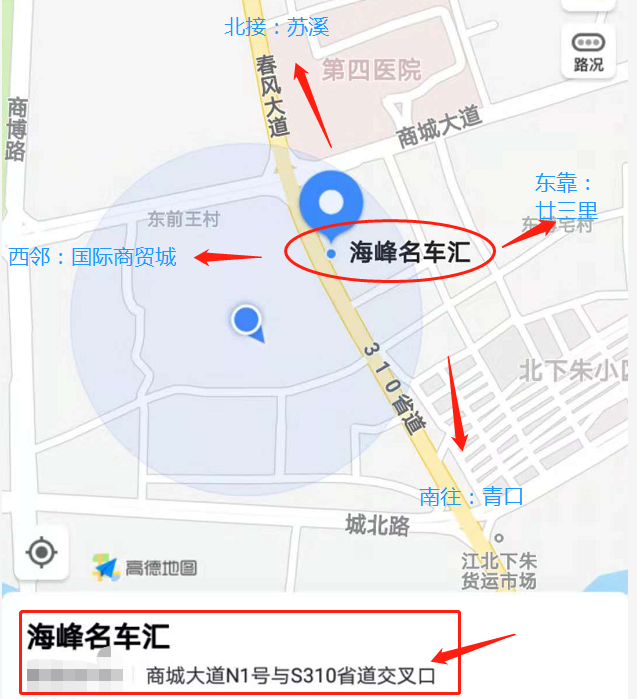 北接：苏溪
春风大道
第四医院
路况
商博路
商城大道
东靠：
廿三里
东前王村
宅村
西邻：国际商贸城
海峰名车汇
310省道
北下朱小区
南往：青口
城北路
高德地图
江北下朱
货运市场
海峰名车汇
商城大道N1号与S310省道交叉口